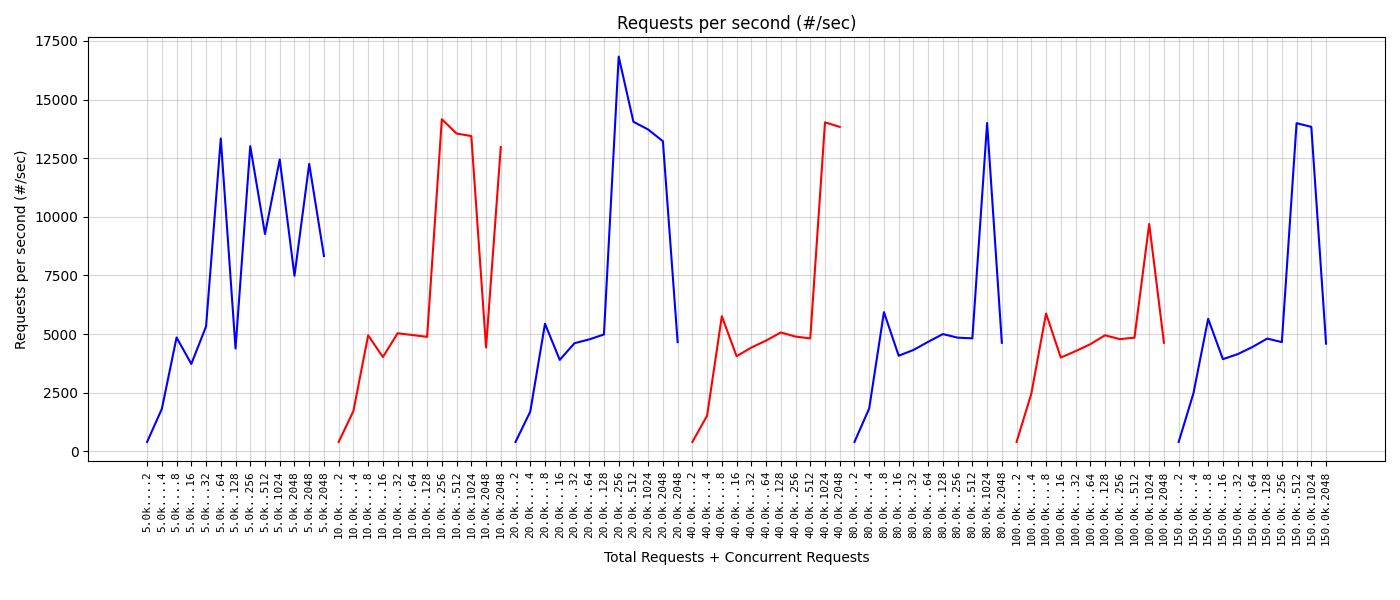 Requests per second (#/sec)
Requests per second (#/sec)
17500
15000
12500
10000
7500
5000
2500
0
5.0k....2
5.0k....4
5.0k....8
5.0k...16
5.0k...32
5.0k...64
5.0k..128
5.0k..256
5.0k..512
5.0k.1024
5.0k.2048
5.0k.2048
5.0k.2048
10.0k....2
10.0k....4
10.0k....8
10.0k...16
10.0k...32
10.0k...64
10.0k..128
10.0k..256
10.0k..512
10.0k.1024
10.0k.2048
10.0k.2048
20.0k....2
20.0k....4
20.0k....8
20.0k...16
20.0k...32
20.0k...64
20.0k..128
20.0k..256
20.0k..512
20.0k.1024
20.0k.2048
20.0k.2048
40.0k....2
40.0k....4
40.0k....8
40.0k...16
40.0k...32
40.0k...64
40.0k..128
40.0k..256
40.0k..512
40.0k.1024
40.0k.2048
80.0k....2
80.0k....4
80.0k....8
80.0k...16
80.0k...32
80.0k...64
80.0k..128
80.0k..256
80.0k..512
80.0k.1024
80.0k.2048
100.0k....2
100.0k....4
100.0k....8
100.0k...16
100.0k...32
100.0k...64
100.0k..128
100.0k..256
100.0k..512
100.0k.1024
100.0k.2048
150.0k....2
150.0k....4
150.0k....8
150.0k...16
150.0k...32
150.0k...64
150.0k..128
150.0k..256
150.0k..512
150.0k.1024
150.0k.2048
Total Requests + Concurrent Requests